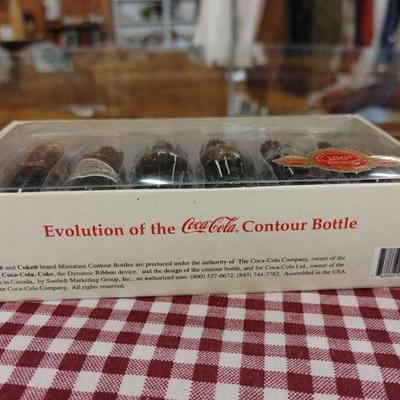 Evolution of the Coca-Cola Contour Bottle
® and Coke® brand Miniature Contour Bottles are produced under the authority of The Coca-Cola Company, owner of the
Coca-Cola, Coke, the Dynamic Ribbon device, and the design of the contour bottle, and for Coca-Cola Ltd., owner of the
in Canada, by Sunbelt Marketing Group, Inc., an authorized user. (800) 527-0672, (843) 744-7762. Assembled in the USA.
The Coca-Cola Company. All rights reserved.
100